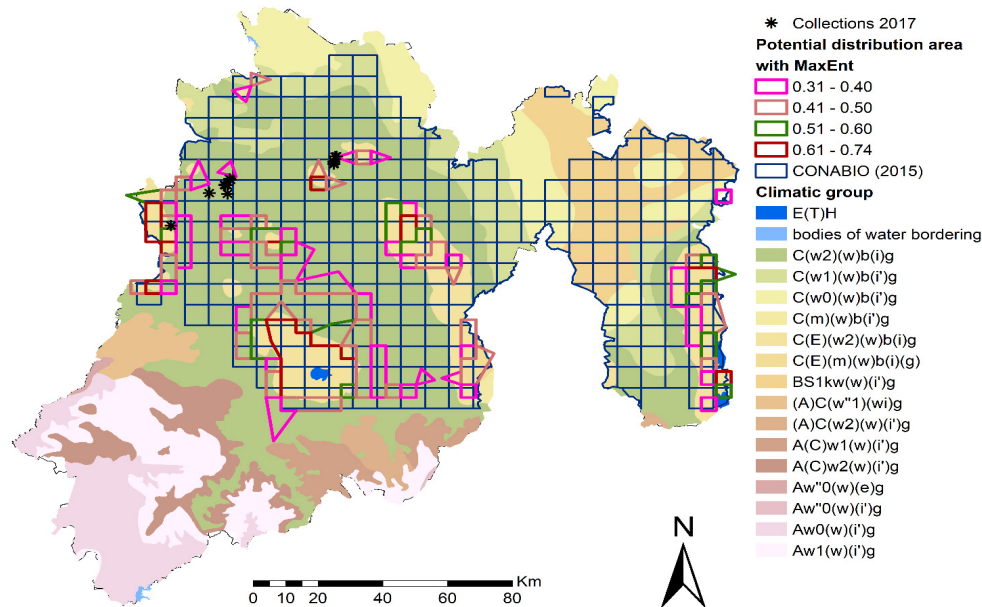 Collections 2017
Potential distribution area
with MaxEnt
0.31 - 0.40
0.41 - 0.50
0.51 - 0.60
0.61 - 0.74
CONABIO (2015)
Climatic group
E(T)H
bodies of water bordering
C(w2)(w)b(i)g
C(w1)(w)b(i')g
C(w0)(w)b(i')g
C(m)(w)b(i')g
C(E)(w2)(w)b(i)g
C(E)(m)(w)b(i)(g)
BS1kw(w)(i')g
(A)C(w"1)(wi)g
(A)C(w2)(w)(i')g
A(C)w1(w)(i')g
A(C)w2(w)(i')g
Aw"0(w)(e)g
Aw"0(w)(i')g
Aw0(w)(i')g
Aw1(w)(i')g
N
Km
0 5 10 20 40 60 80